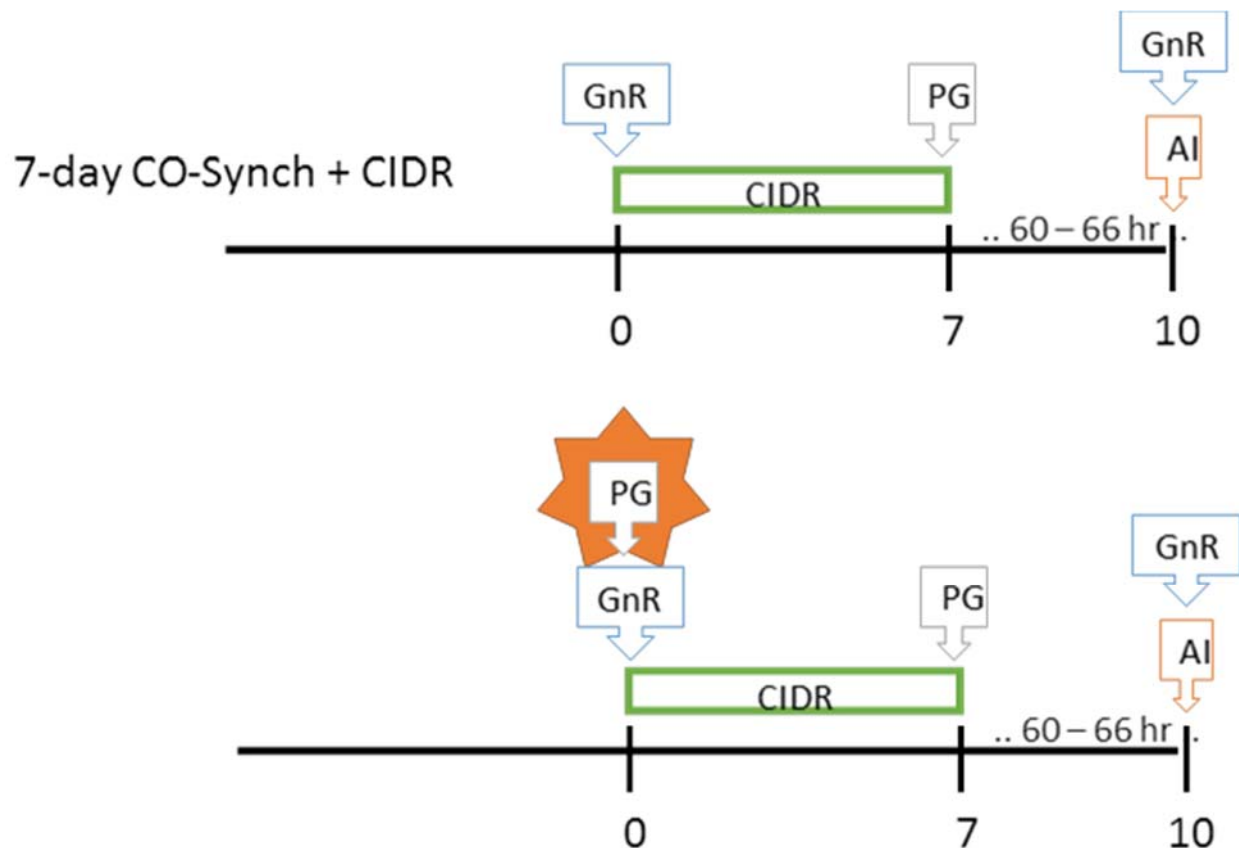 GnR
GnR
PG
AI
7-day CO-Synch + CIDR
CIDR
.. 60 – 66 hr .
0 7 10
PG
GnR
GnR
PG
AI
CIDR
.. 60 – 66 hr .
0 7 10